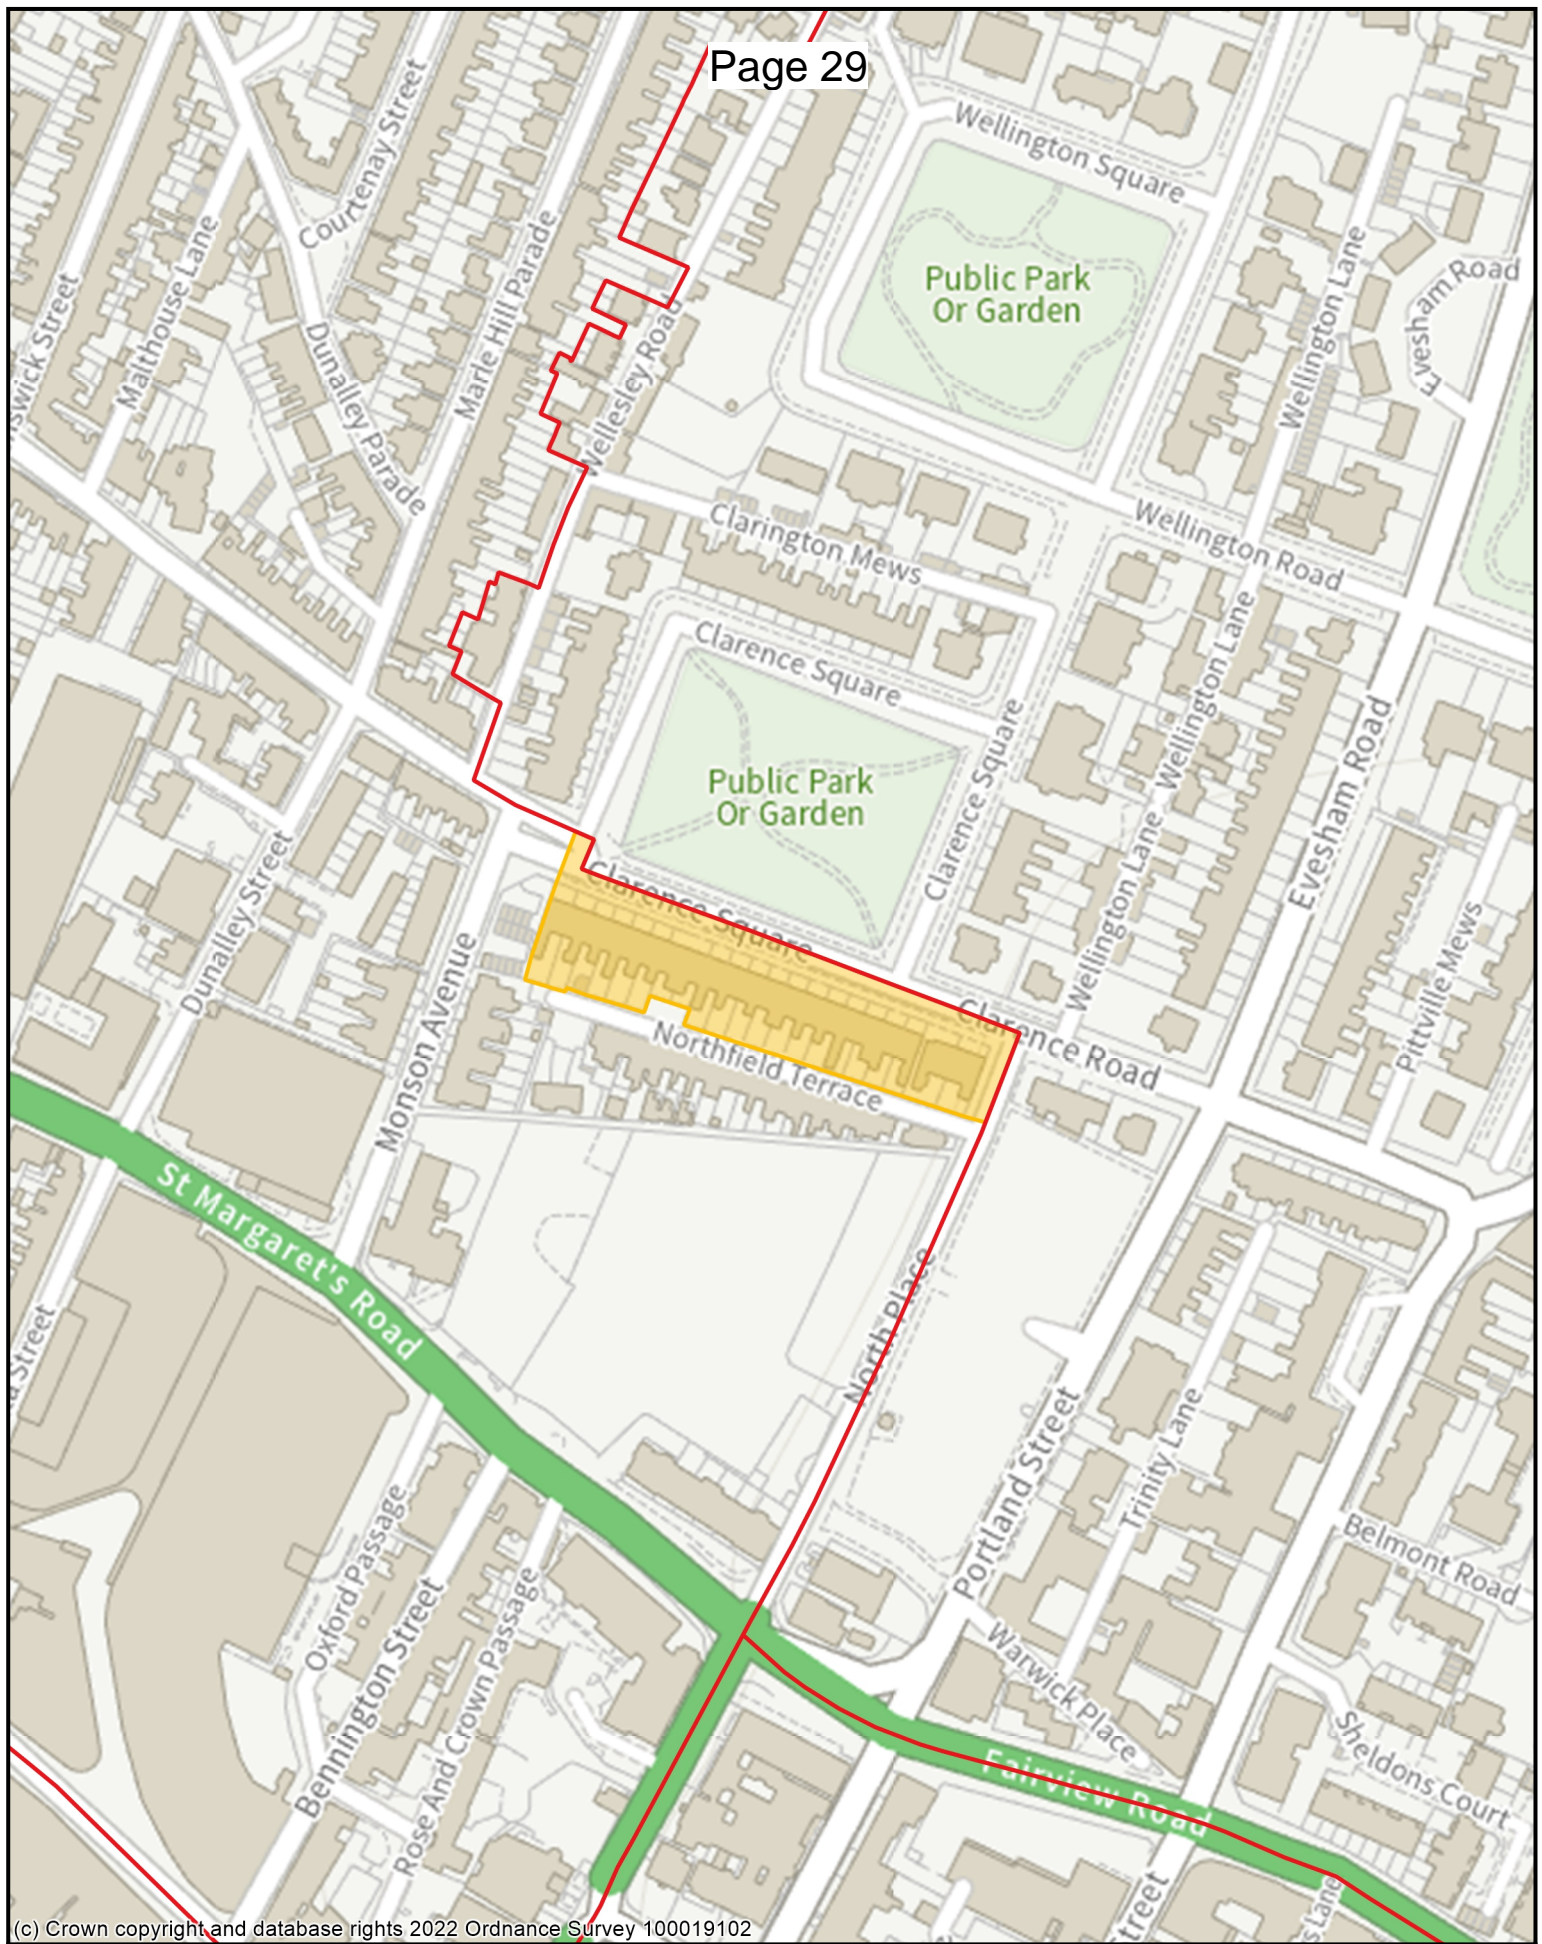 Page 29
Wellington Square
Courtenay Street
Public Park
Or Garden
Malthouse Lane
Marle Hill Parade
Wellington Lane
Evesham Road
swick Street
Dunalley Parade
Wellesley Road
Clarington Mews
Wellington Road
Clarence Square
Wellington Lane
Wellington Lane
Clarence Square
Evesham Road
Public Park
Or Garden
Dunalley Street
Clarence Square
Pittville Mews
Monson Avenue
Clarence Road
Northfield Terrace
St Margaret's Road
North Place
Street
Portland Street
Trinity Lane
Oxford Passage
Belmont Road
Bennington Street
Rose And Crown Passage
Warwick Place
Sheldons Court
Fairview Road
Street
s Lane
(c) Crown copyright and database rights 2022 Ordnance Survey 100019102